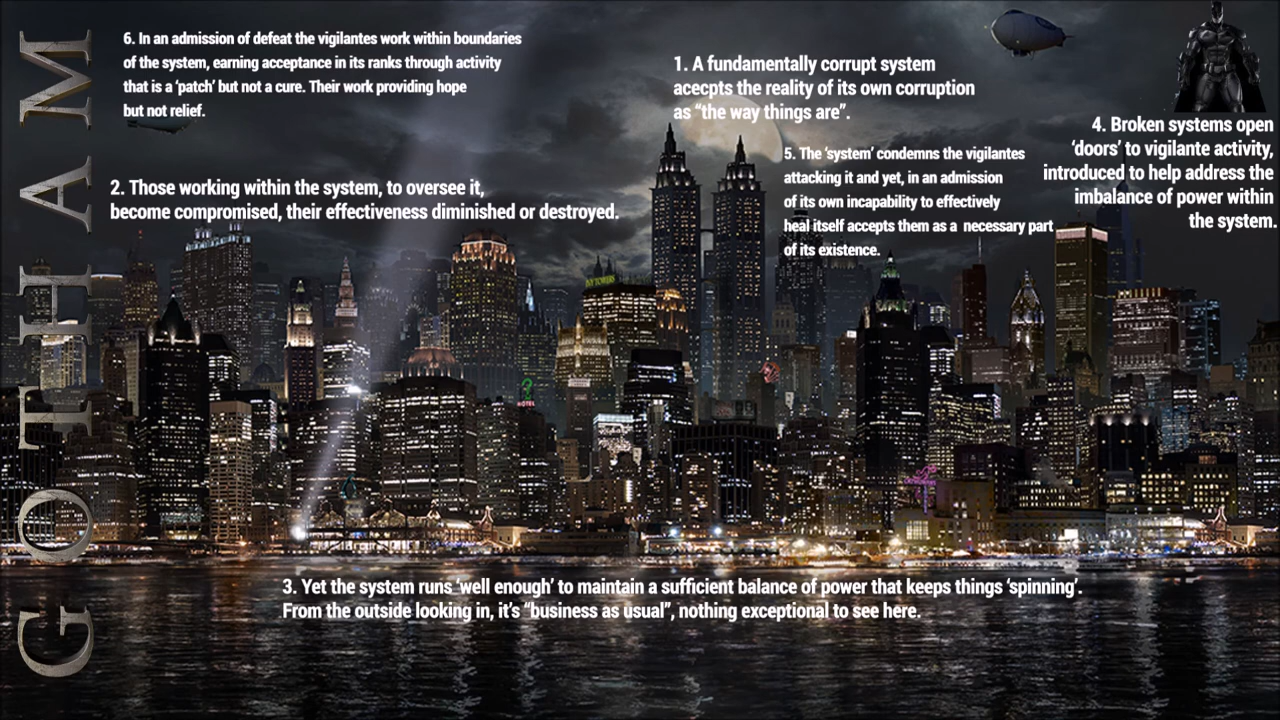 GOTHAM
6. In an admission of defeat the vigilantes work within boundaries
of the system, earning acceptance in its ranks through activity
that is a ‘patch’ but not a cure. Their work providing hope
but not relief.
1. A fundamentally corrupt system
acecpts the reality of its own corruption
as “the way things are”.
4. Broken systems open
‘doors’ to vigilante activity,
introduced to help address the
imbalance of power within
the system.
5. The ‘system’ condemns the vigilantes
attacking it and yet, in an admission
of its own incapability to effectively
heal itself accepts them as a necessary part
of its existence.
2. Those working within the system, to oversee it,
become compromised, their effectiveness diminished or destroyed.
IVY TOWERS
?
HOTEL
3. Yet the system runs ‘well enough’ to maintain a sufficient balance of power that keeps things ‘spinning’.
From the outside looking in, it’s “business as usual”, nothing exceptional to see here.